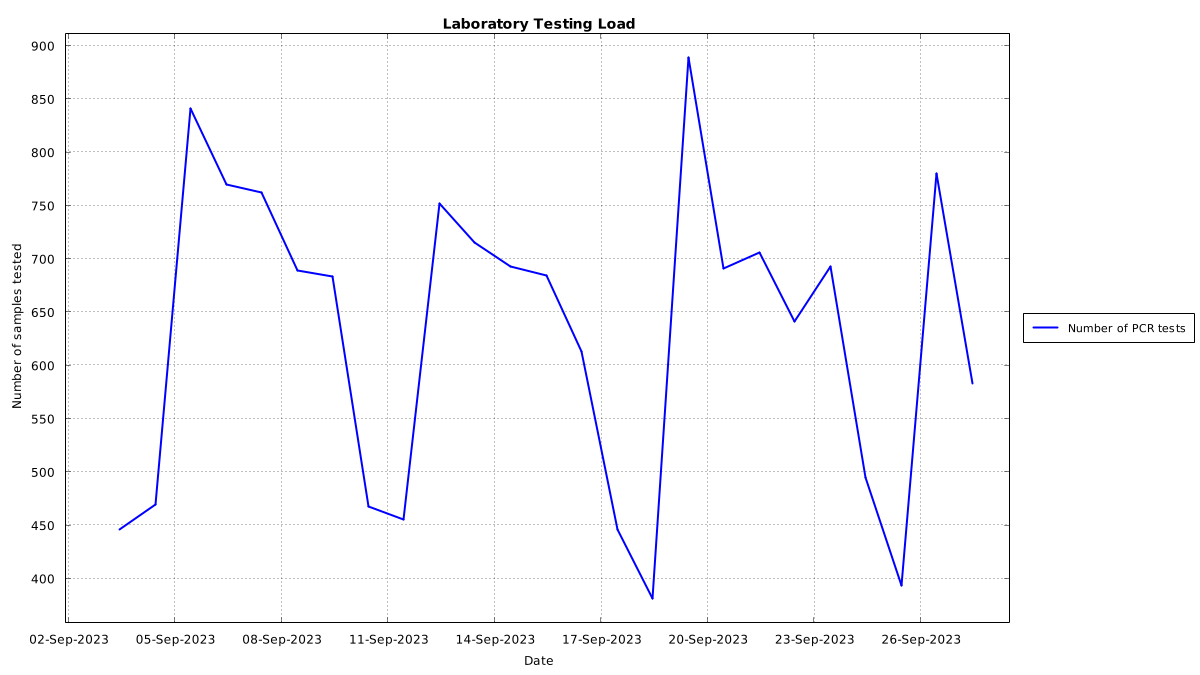 Laboratory Testing Load
900
850
800
750
700
650
600
550
500
450
400
Number of samples tested
02-Sep-2023 05-Sep-2023 08-Sep-2023 11-Sep-2023 14-Sep-2023 17-Sep-2023 20-Sep-2023 23-Sep-2023 26-Sep-2023
Date
Number of PCR tests